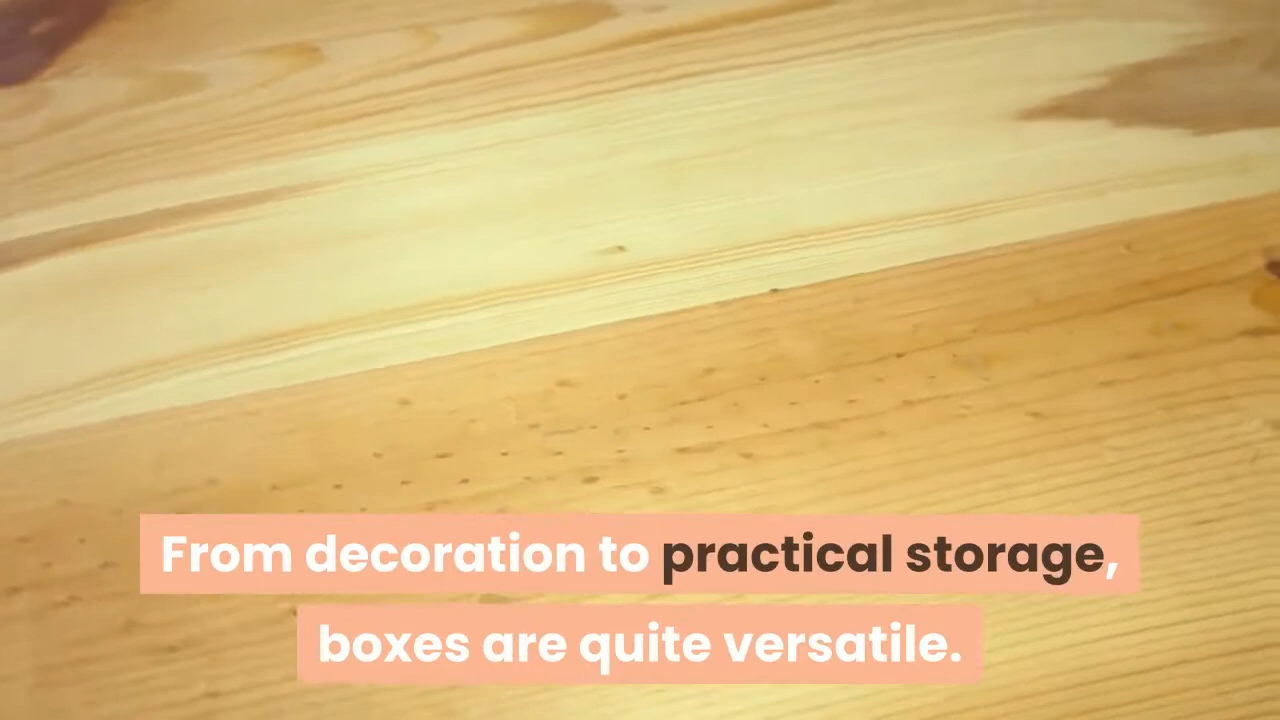 From decoration to practical storage,
boxes are quite versatile.